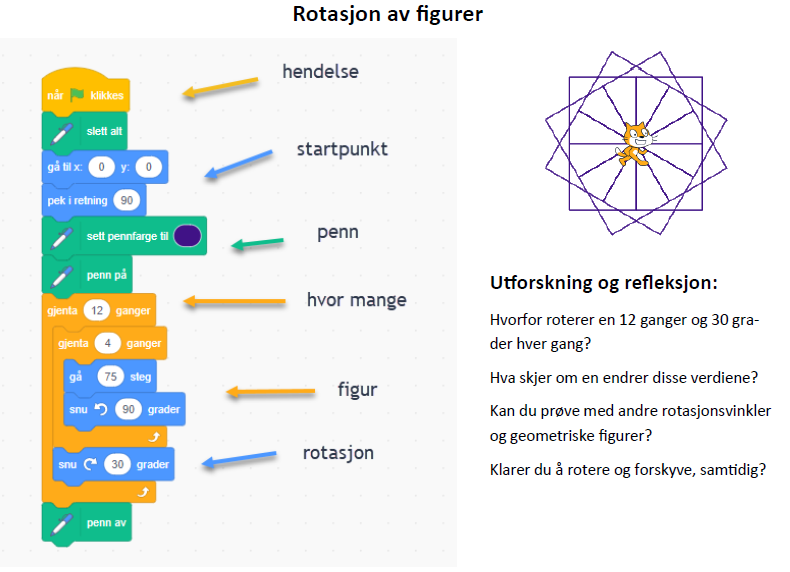 Rotasjon av figurer
når klikkes
hendelse
slett alt
gå til x: 0 y: 0
startpunkt
pek i retning 90
sett pennfarge til
penn
penn på
gjenta 12 ganger
hvor mange
gjenta 4 ganger
gå 75 steg
figur
snu 90 grader
snu 30 grader
rotasjon
penn av
Utforskning og refleksjon:
Hvorfor roterer en 12 ganger og 30 gra-
der hver gang?
Hva skjer om en endrer disse verdiene?
Kan du prøve med andre rotasjonsvinkler
og geometriske figurer?
Klarer du å rotere og forskyve, samtidig?